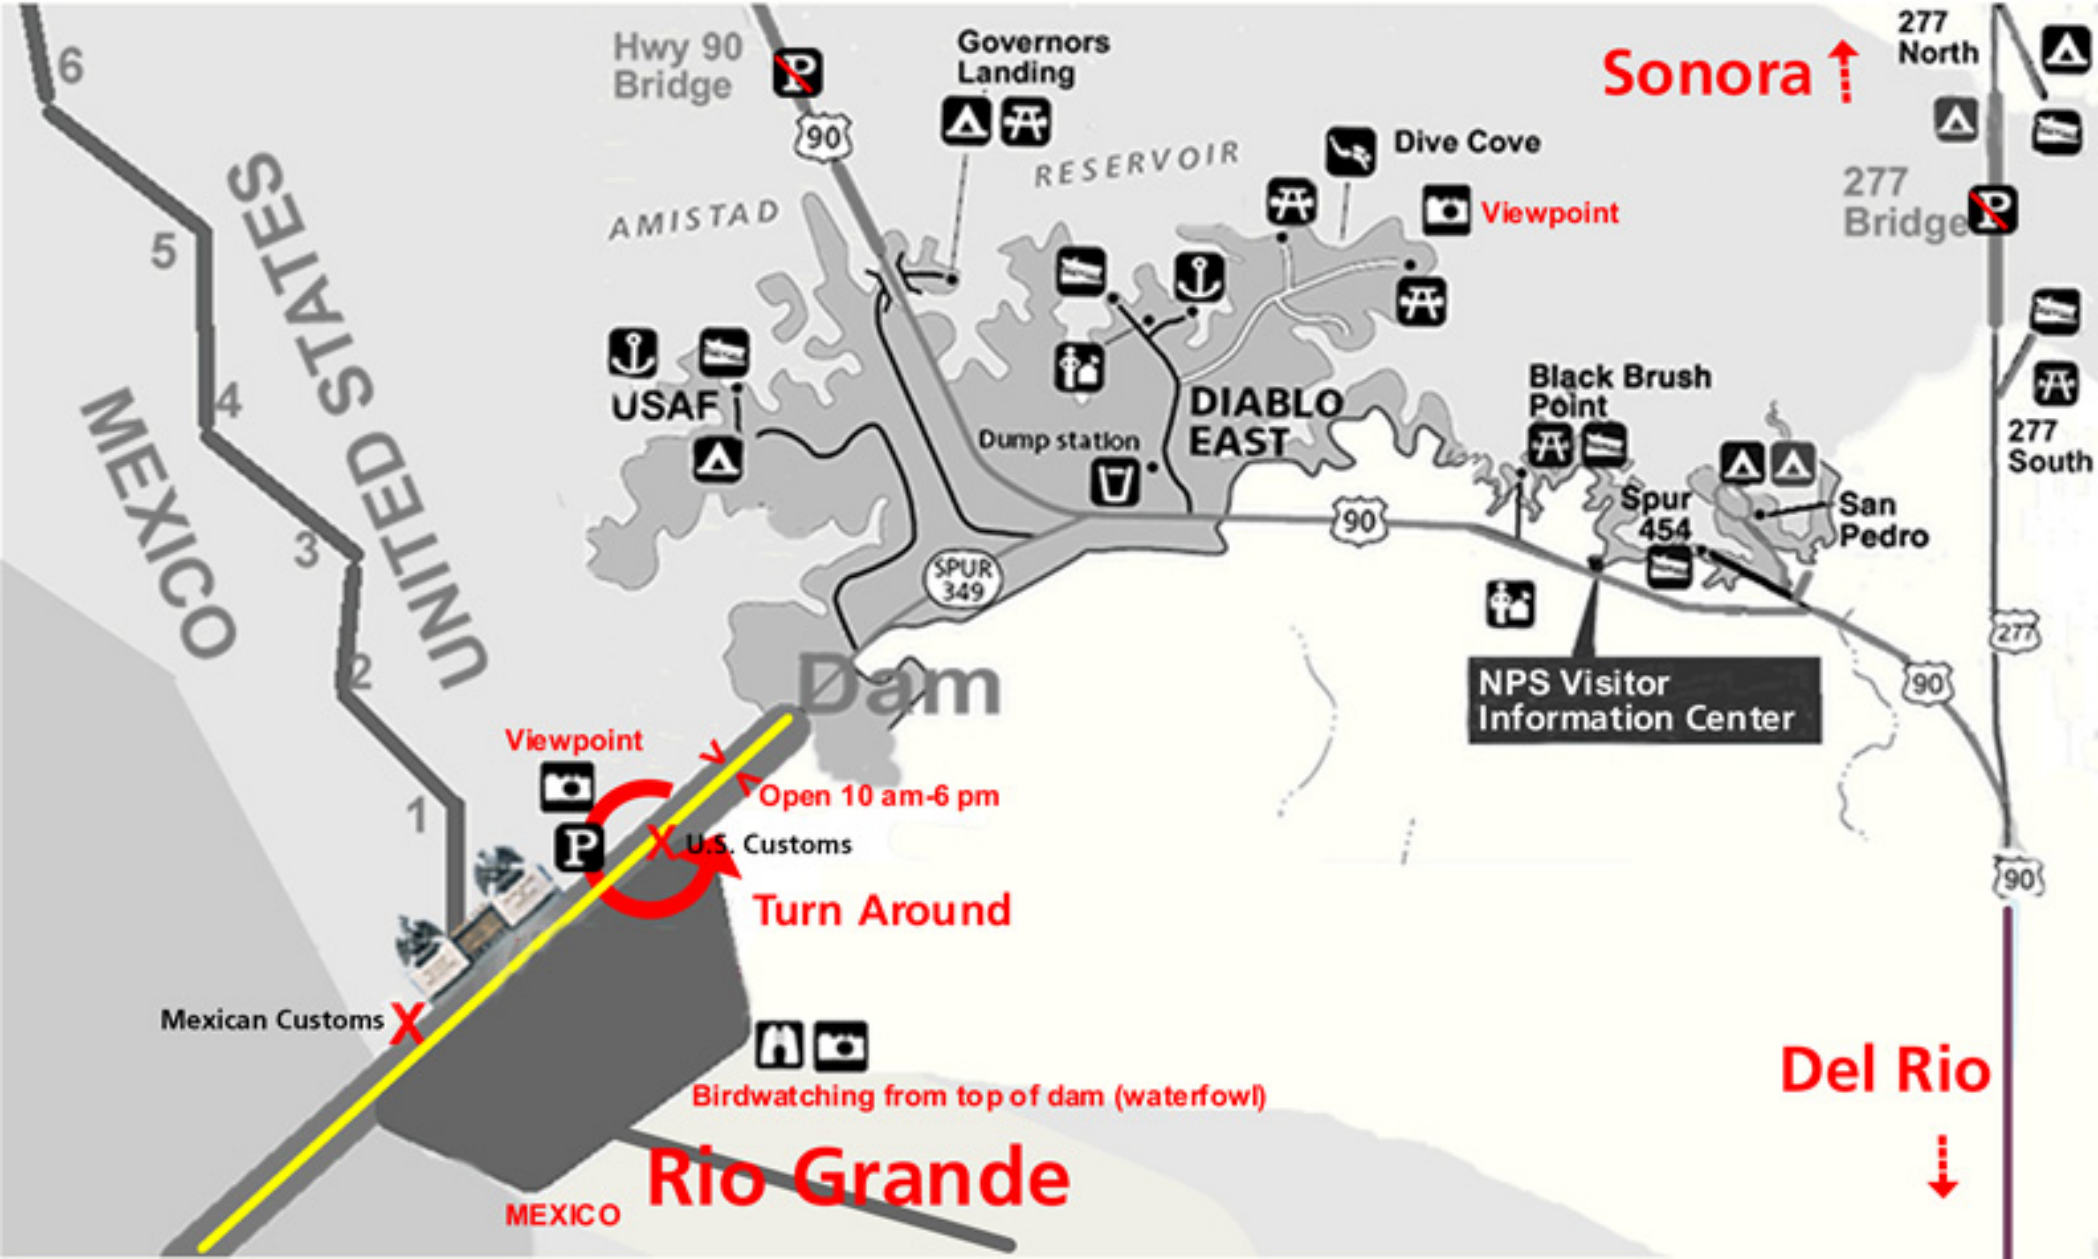 6
Hwy 90
Bridge
P
90
Governors
Landing
Sonora
277
North
AMISTAD
RESERVOIR
Dive Cove
Viewpoint
277
Bridge
P
5
4
3
2
1
UNITED STATES
MEXICO
USAF
Dump station
DIABLO
EAST
Black Brush
Point
277
South
90
Spur
454
San
Pedro
SPUR
349
277
NPS Visitor
Information Center
90
Dam
Viewpoint
P
> <
Open 10 am-6 pm
X
U.S. Customs
Turn Around
90
Mexican Customs
X
Birdwatching from top of dam (waterfowl)
Rio Grande
MEXICO
Del Rio